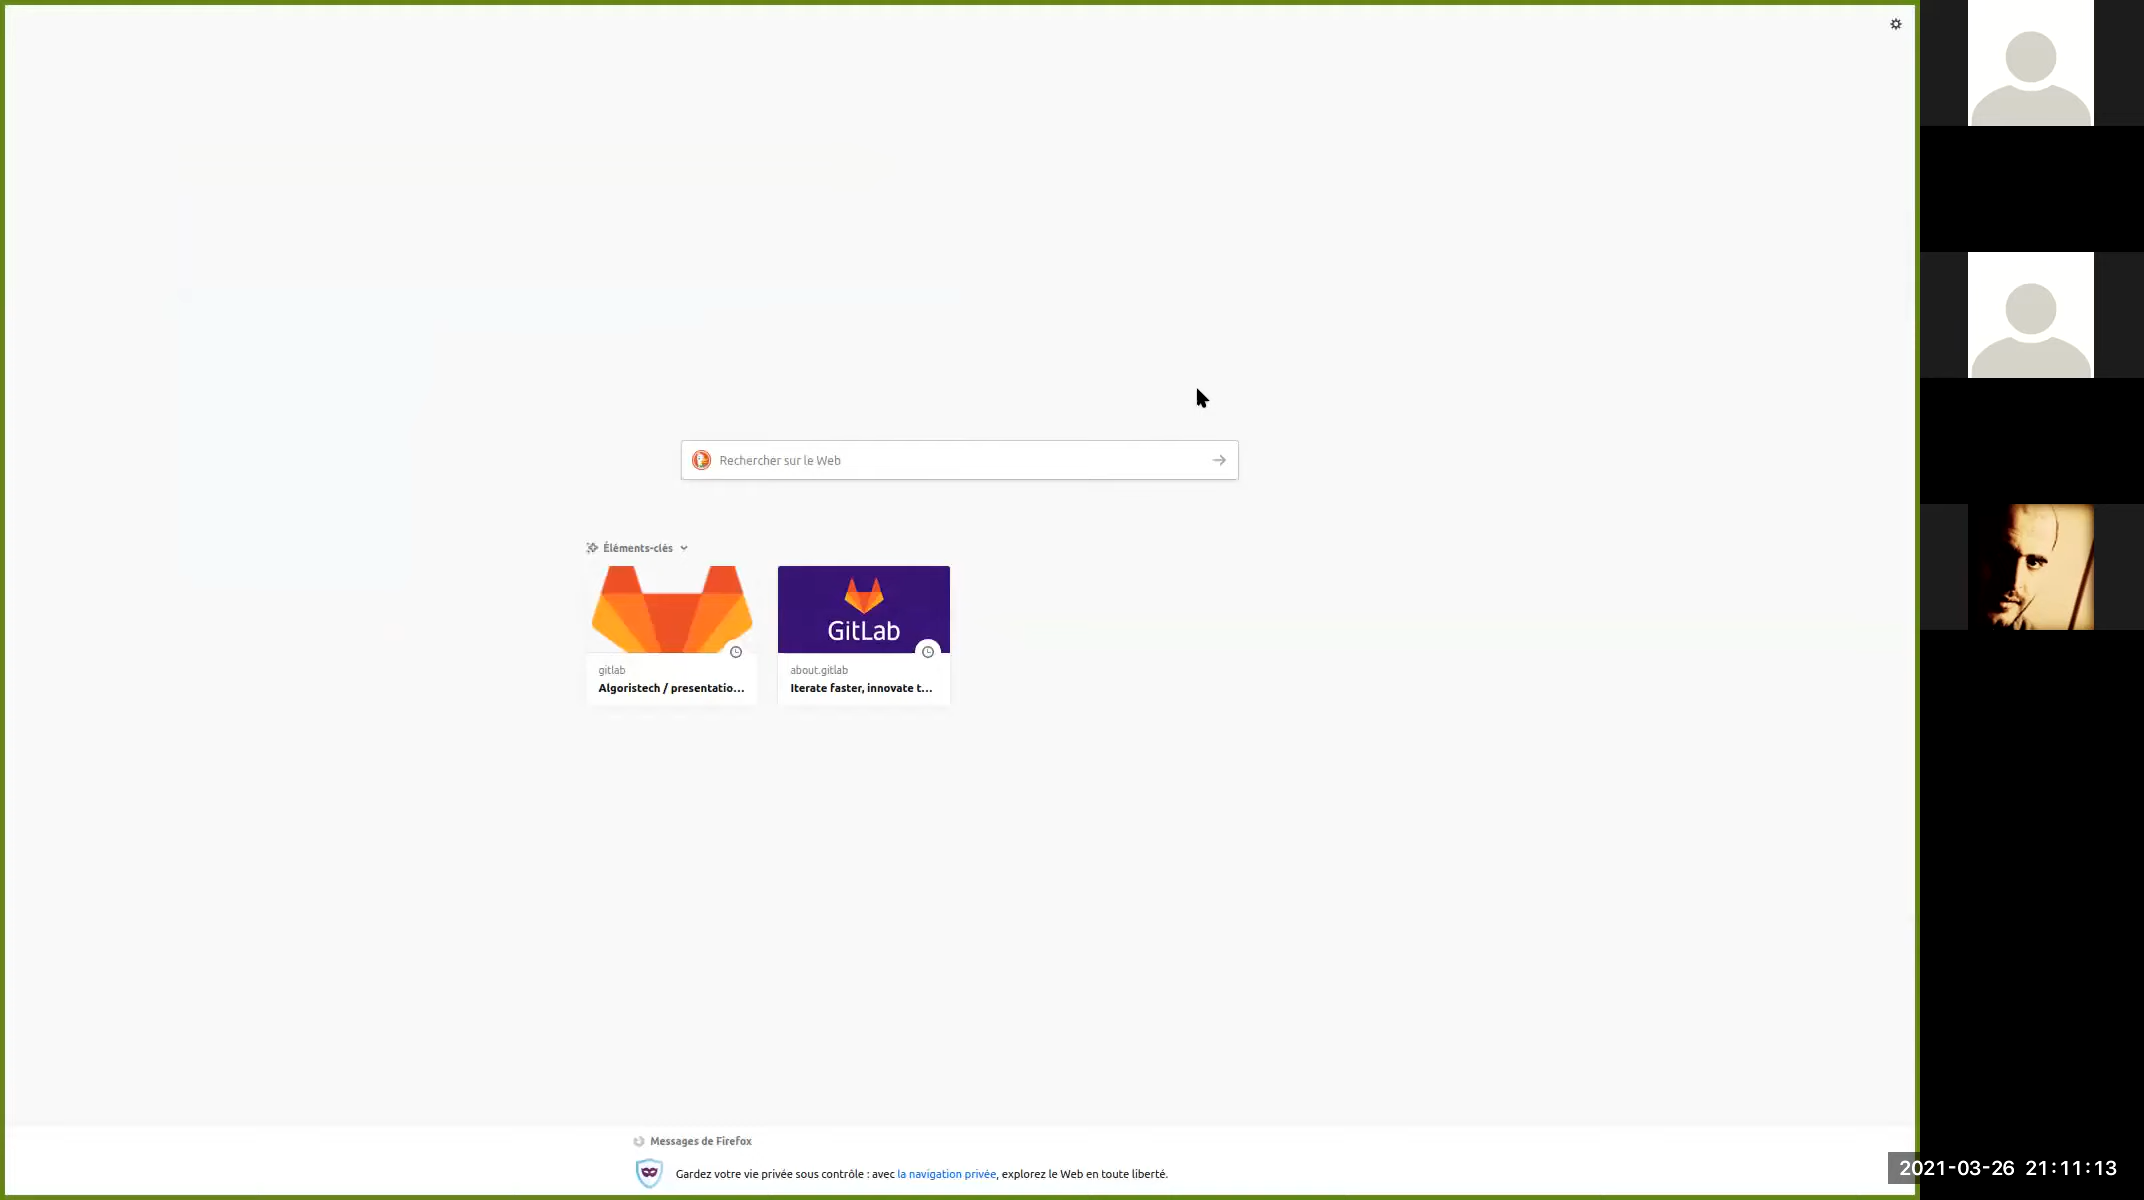 Rechercher sur le Web
Éléments-clés
GitLab
gitlab
Algoristech / presentatio...
about.gitlab
Iterate faster, innovate t...
Messages de Firefox
Gardez votre vie privée sous contrôle : avec la navigation privée, explorez le Web en toute liberté.
2021-03-26 21:11:13